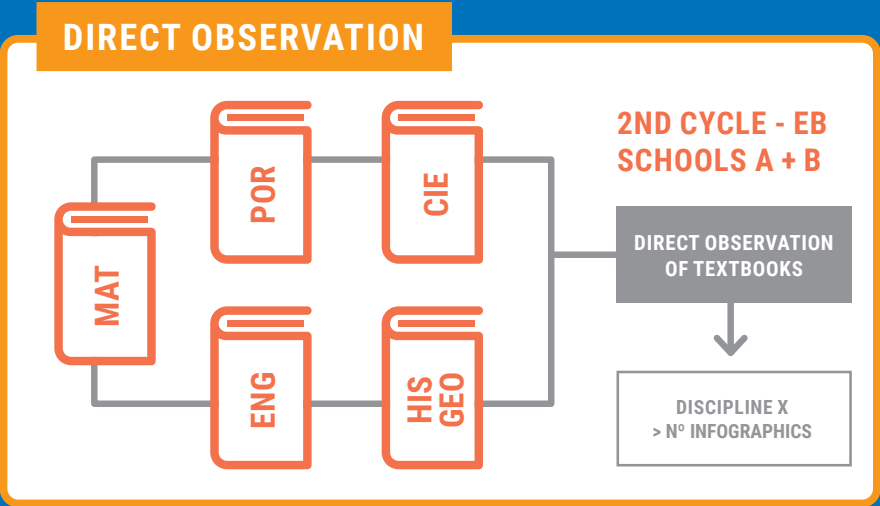 DIRECT OBSERVATION
MAT
POR
CIE
ENG
HIS
GEO
2ND CYCLE - EB
SCHOOLS A + B
DIRECT OBSERVATION
OF TEXTBOOKS
DISCIPLINE X
> Nº INFOGRAPHICS